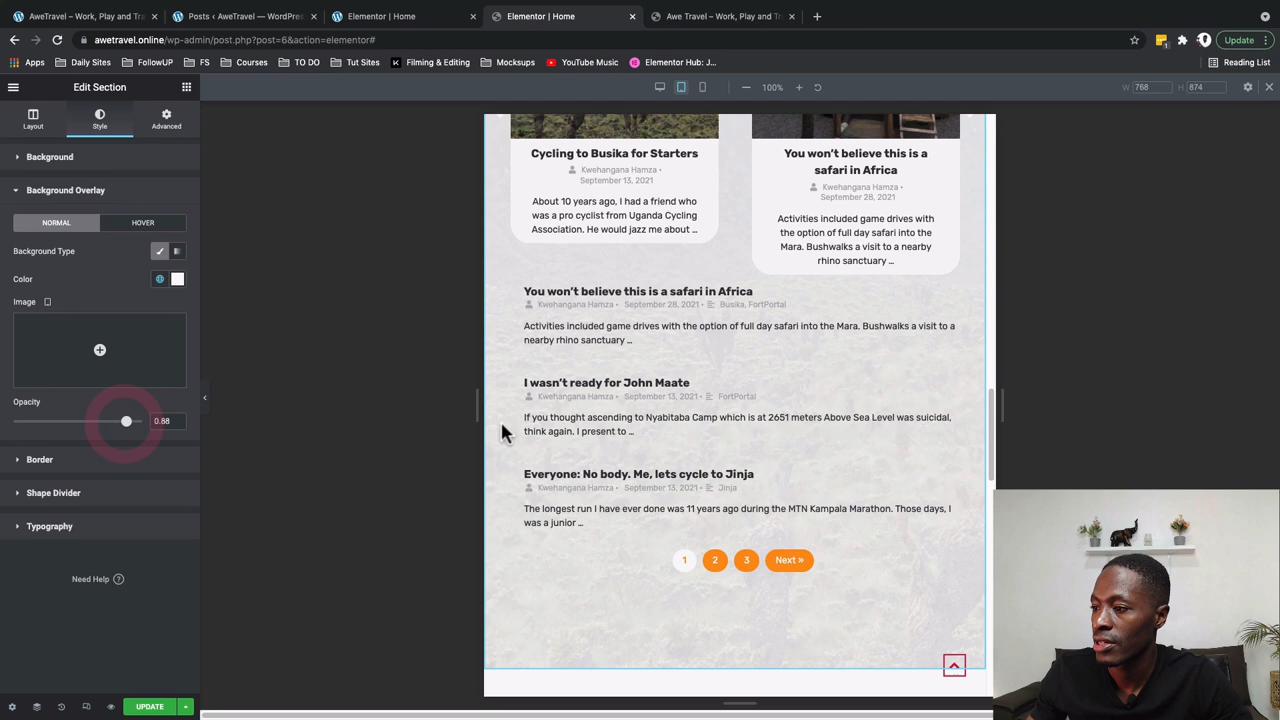 AweTravel – Work, Play and Tra
Posts ‹ AweTravel — WordPres
Elementor | Home
Elementor | Home
Awe Travel – Work, Play and Tr
awetravel.online/wp-admin/post.php?post=6&action=elementor#
Update
Apps
Daily Sites
FollowUP
FS
Courses
TO DO
Tut Sites
Filming & Editing
Mocksups
YouTube Music
Elementor Hub: J...
Reading List
Edit Section
100%
W 768
H 874
Layout
Style
Advanced
Background
Background Overlay
NORMAL
HOVER
Background Type
Color
Image
Opacity
0.88
Border
Shape Divider
Typography
Need Help ?
UPDATE
Cycling to Busika for Starters
Kwehangana Hamza •
September 13, 2021
About 10 years ago, I had a friend who
was a pro cyclist from Uganda Cycling
Association. He would jazz me about ...
You won't believe this is a
safari in Africa
Kwehangana Hamza •
September 28, 2021
Activities included game drives with
the option of full day safari into the
Mara. Bushwalks a visit to a nearby
rhino sanctuary ...
You won't believe this is a safari in Africa
Kwehangana Hamza • September 28, 2021 • Busika, FortPortal
Activities included game drives with the option of full day safari into the Mara. Bushwalks a visit to a
nearby rhino sanctuary ...
I wasn't ready for John Maate
Kwehangana Hamza • September 13, 2021 • FortPortal
If you thought ascending to Nyabitaba Camp which is at 2651 meters Above Sea Level was suicidal,
think again. I present to ...
Everyone: No body. Me, lets cycle to Jinja
Kwehangana Hamza • September 13, 2021 • Jinja
The longest run I have ever done was 11 years ago during the MTN Kampala Marathon. Those days, I
was a junior ...
1 2 3 Next »